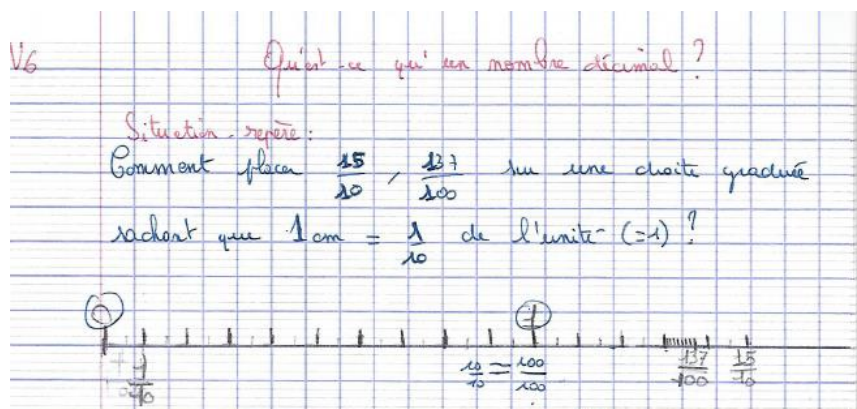 V6 Qu'est-ce qu'un nombre décimal ?
Situation-repère :
Comment placer 15/10, 137/100 sur une droite graduée
sachant que 1 cm = 1/10 de l'unité (=1) ?
0 1
1/10 10/10 = 100/100 137/100 15/10